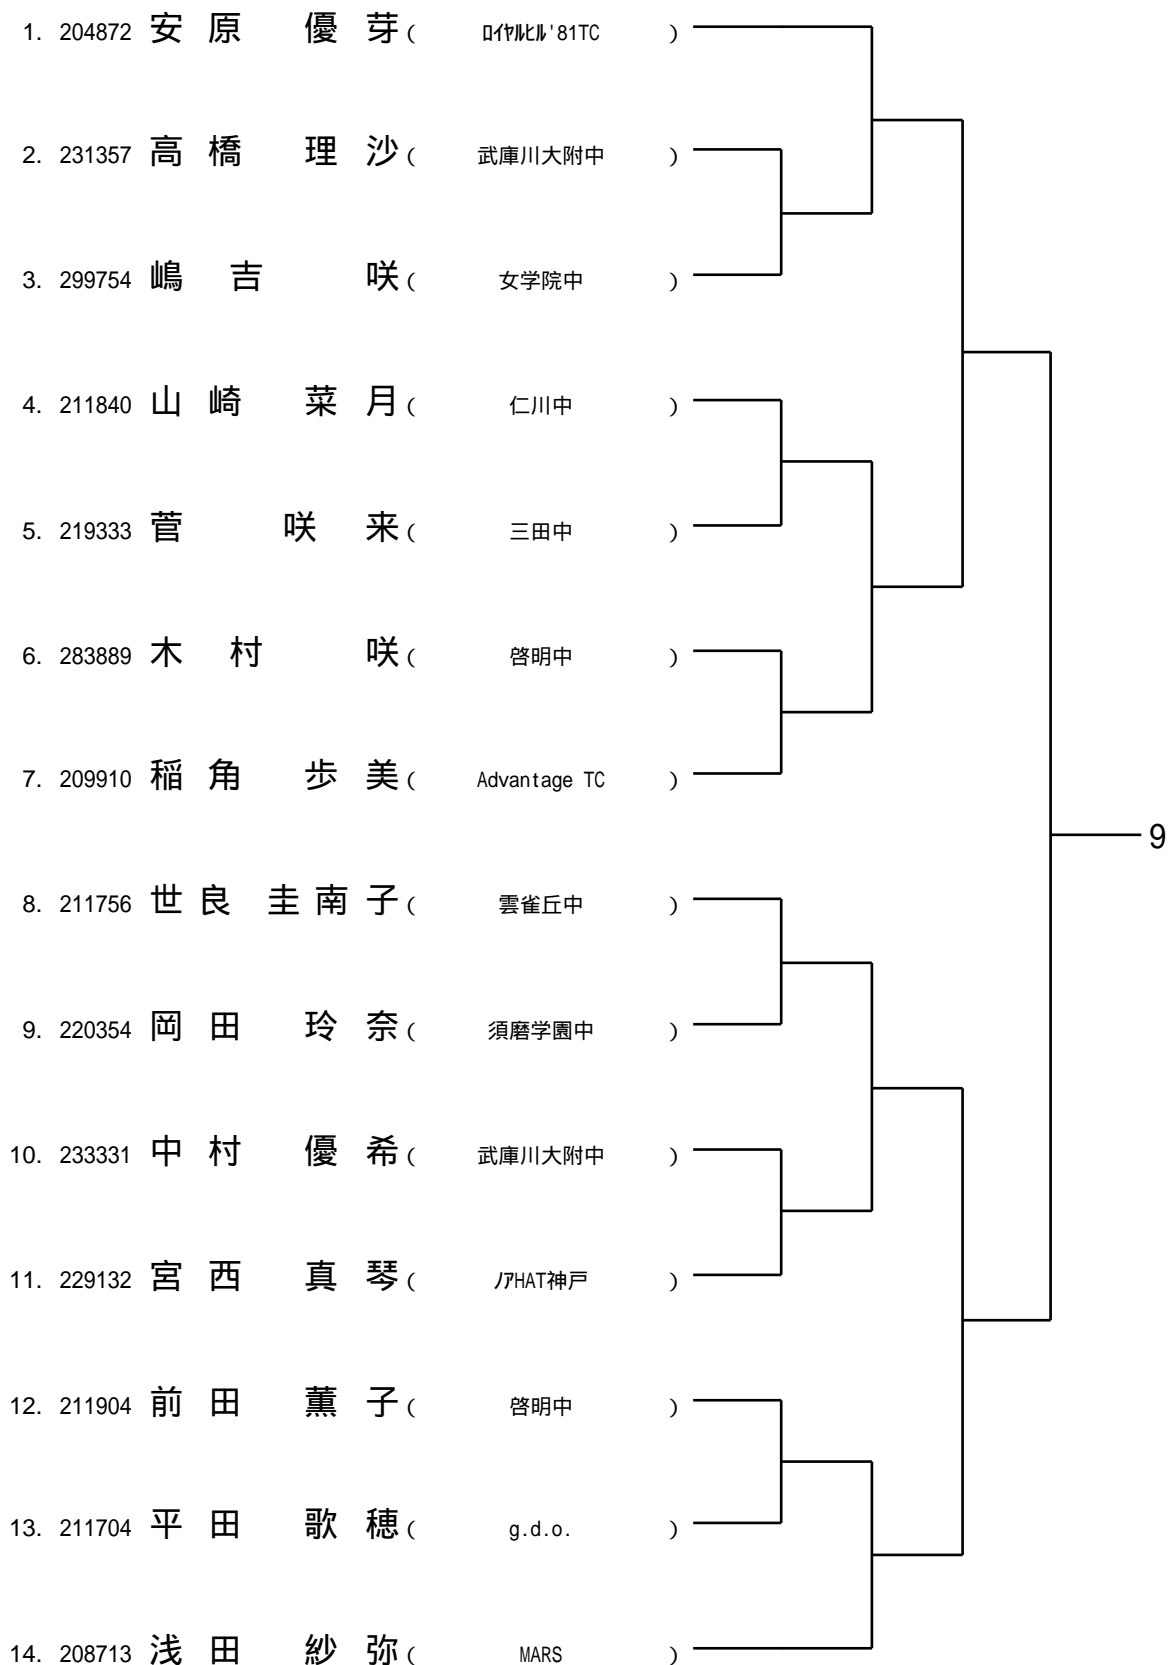 1. 204872 安原 優芽 ( ﾛｲﾔﾙﾋﾙ'81TC )
2. 231357 高橋 理沙 ( 武庫川大附中 )
3. 299754 嶋吉 咲 ( 女学院中 )
4. 211840 山崎 菜月 ( 仁川中 )
5. 219333 菅 咲来 ( 三田中 )
6. 283889 木村 咲 ( 啓明中 )
7. 209910 稲角 歩美 ( Advantage TC )
9
8. 211756 世良 圭南子 ( 雲雀丘中 )
9. 220354 岡田 玲奈 ( 須磨学園中 )
10. 233331 中村 優希 ( 武庫川大附中 )
11. 229132 宮西 真琴 ( ﾉｱHAT神戸 )
12. 211904 前田 薫子 ( 啓明中 )
13. 211704 平田 歌穂 ( g.d.o. )
14. 208713 浅田 紗弥 ( MARS )